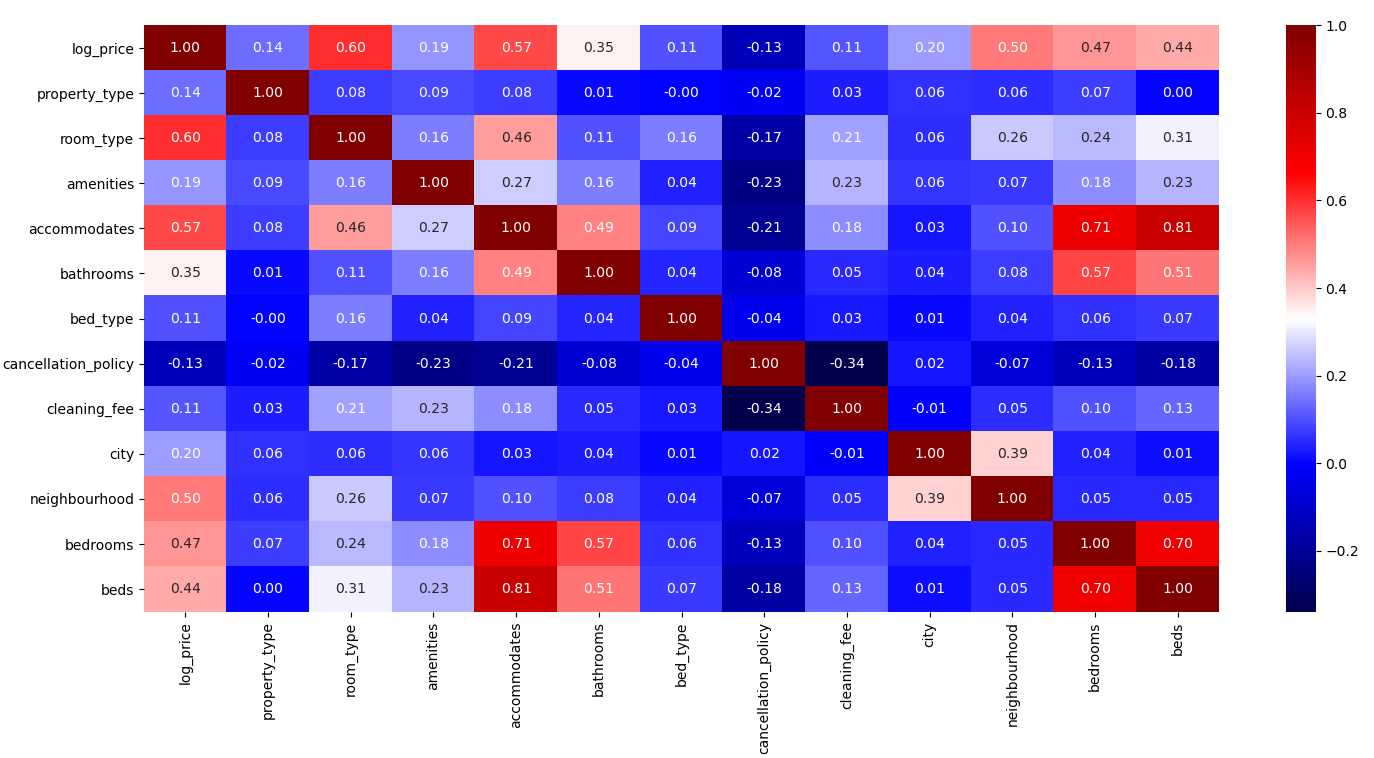 log_price 1.00 0.14 0.60 0.19 0.57 0.35 0.11 -0.13 0.11 0.20 0.50 0.47 0.44
property_type 0.14 1.00 0.08 0.09 0.08 0.01 -0.00 -0.02 0.03 0.06 0.06 0.07 0.00
room_type 0.60 0.08 1.00 0.16 0.46 0.11 0.16 -0.17 0.21 0.06 0.26 0.24 0.31
amenities 0.19 0.09 0.16 1.00 0.27 0.16 0.04 -0.23 0.23 0.06 0.07 0.18 0.23
accommodates 0.57 0.08 0.46 0.27 1.00 0.49 0.09 -0.21 0.18 0.03 0.10 0.71 0.81
bathrooms 0.35 0.01 0.11 0.16 0.49 1.00 0.04 -0.08 0.05 0.04 0.08 0.57 0.51
bed_type 0.11 -0.00 0.16 0.04 0.09 0.04 1.00 -0.04 0.03 0.01 0.04 0.06 0.07
cancellation_policy -0.13 -0.02 -0.17 -0.23 -0.21 -0.08 -0.04 1.00 -0.34 0.02 -0.07 -0.13 -0.18
cleaning_fee 0.11 0.03 0.21 0.23 0.18 0.05 0.03 -0.34 1.00 -0.01 0.05 0.10 0.13
city 0.20 0.06 0.06 0.06 0.03 0.04 0.01 0.02 -0.01 1.00 0.39 0.04 0.01
neighbourhood 0.50 0.06 0.26 0.07 0.10 0.08 0.04 -0.07 0.05 0.39 1.00 0.05 0.05
bedrooms 0.47 0.07 0.24 0.18 0.71 0.57 0.06 -0.13 0.10 0.04 0.05 1.00 0.70
beds 0.44 0.00 0.31 0.23 0.81 0.51 0.07 -0.18 0.13 0.01 0.05 0.70 1.00
log_price
property_type
room_type
amenities
accommodates
bathrooms
bed_type
cancellation_policy
cleaning_fee
city
neighbourhood
bedrooms
beds
1.0
0.8
0.6
0.4
0.2
0.0
−0.2